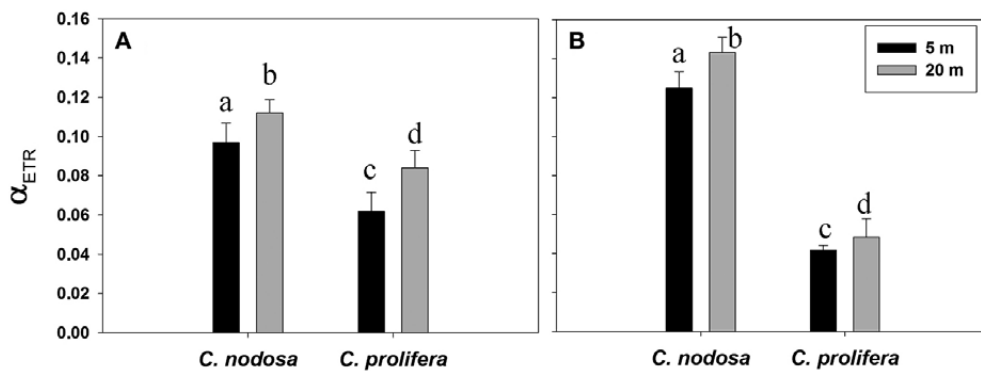 A
B
5 m
20 m
0.16
0.14
0.12
0.10
0.08
0.06
0.04
0.02
0.00
αETR
a
b
c
d
a
b
c
d
C. nodosa
C. prolifera
C. nodosa
C. prolifera